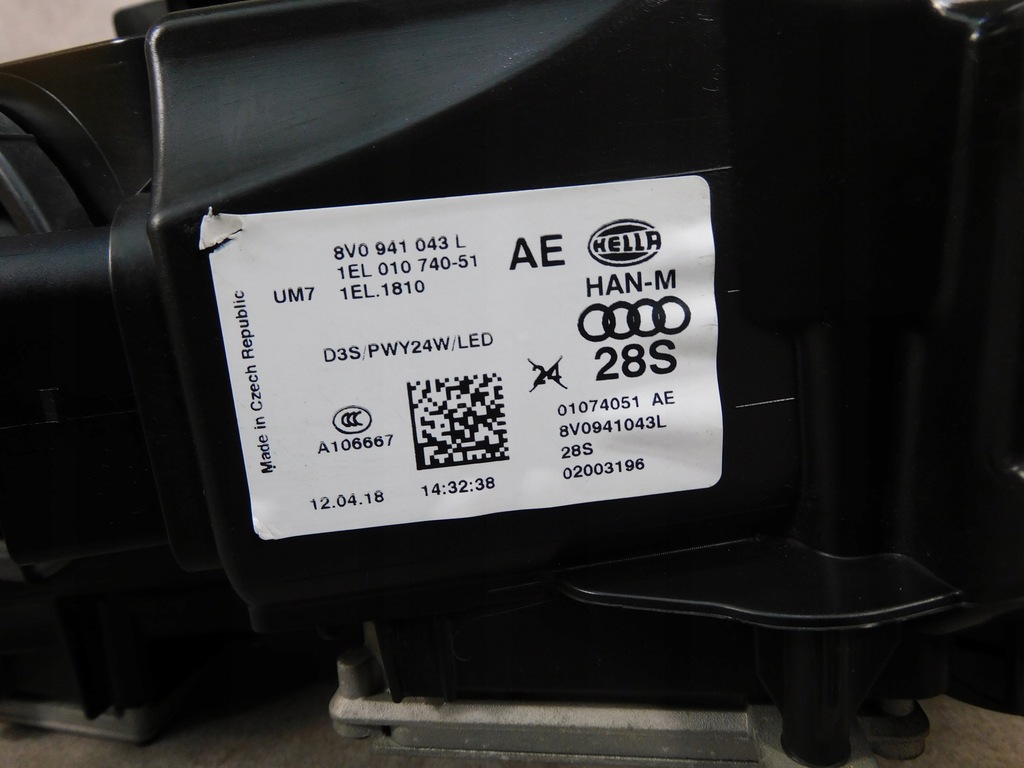 8V0 941 043 L
1EL 010 740-51
UM7 1EL.1810
AE
HELLA
HAN-M
28S
D3S/PWY24W/LED
24
Made in Czech Republic
CCC
A106667
01074051 AE
8V0941043L
28S
02003196
12.04.18 14:32:38